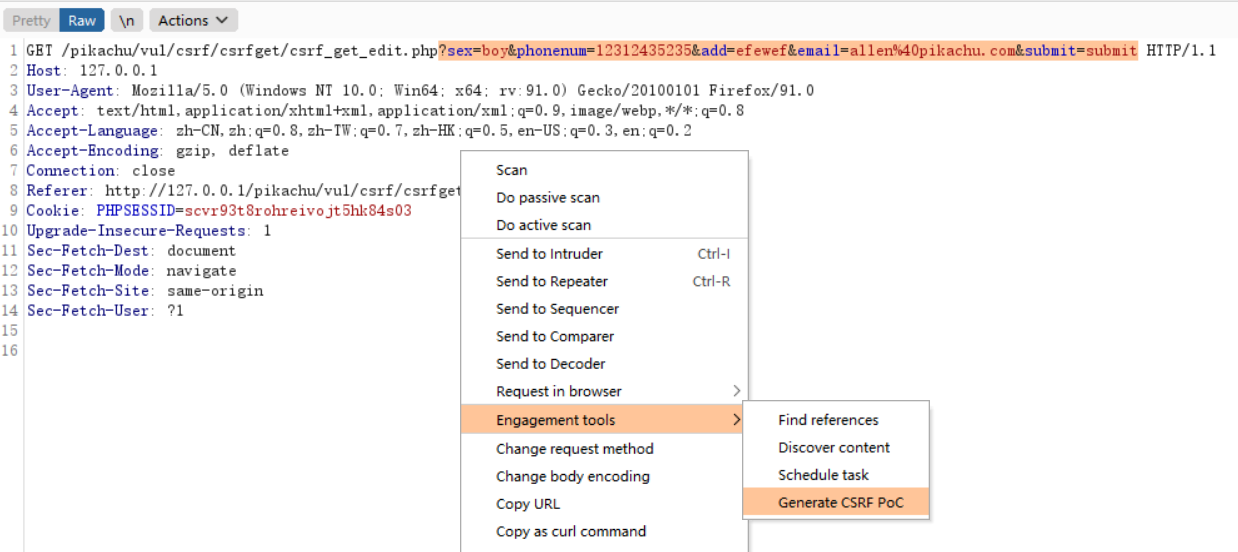 Pretty Raw \n Actions
1 GET /pikachu/vul/csrf/csrfget/csrf_get_edit.php?sex=boy&phonenum=12312435235&add=efewef&email=allen%40pikachu.com&submit=submit HTTP/1.1
2 Host: 127.0.0.1
3 User-Agent: Mozilla/5.0 (Windows NT 10.0; Win64; x64; rv:91.0) Gecko/20100101 Firefox/91.0
4 Accept: text/html,application/xhtml+xml,application/xml;q=0.9,image/webp,*/*;q=0.8
5 Accept-Language: zh-CN,zh;q=0.8,zh-TW;q=0.7,zh-HK;q=0.5,en-US;q=0.3,en;q=0.2
6 Accept-Encoding: gzip, deflate
7 Connection: close
8 Referer: http://127.0.0.1/pikachu/vul/csrf/csrfget
9 Cookie: PHPSESSID=scvr93t8rohreivojt5hk84s03
10 Upgrade-Insecure-Requests: 1
11 Sec-Fetch-Dest: document
12 Sec-Fetch-Mode: navigate
13 Sec-Fetch-Site: same-origin
14 Sec-Fetch-User: ?1
15
16
Scan
Do passive scan
Do active scan
Send to Intruder Ctrl-I
Send to Repeater Ctrl-R
Send to Sequencer
Send to Comparer
Send to Decoder
Request in browser
Engagement tools
Change request method
Change body encoding
Copy URL
Copy as curl command
Find references
Discover content
Schedule task
Generate CSRF PoC